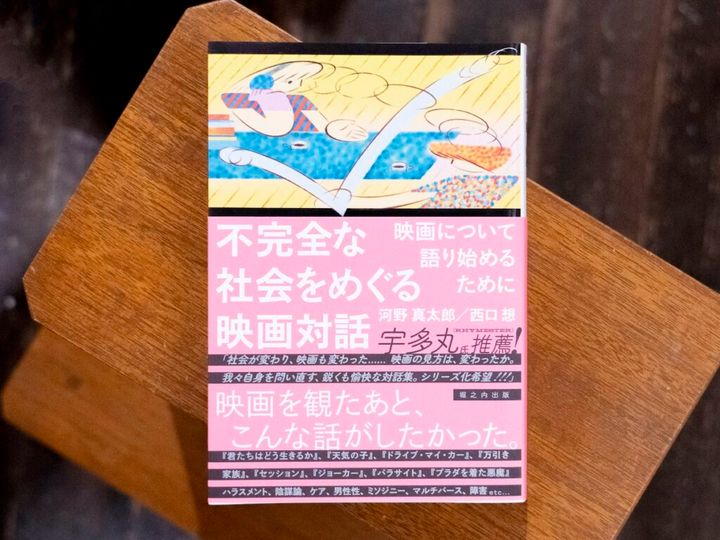 不完全な
社会をめぐる
映画対話
映画について
語り始める
ために
河野 真太郎／西口 想
宇多丸氏推薦!
[RHYMESTER]
「社会が変わり、映画も変わった…… 映画の見方は、変わったか。
我々自身を問い直す、鋭くも愉快な対話集。シリーズ化希望!!!」
堀之内出版
映画を観たあと、
こんな話がしたかった。
『君たちはどう生きるか』、『天気の子』、『ドライブ・マイ・カー』、『万引き
家族』、『セッション』、『ジョーカー』、『パラサイト』、『プラダを着た悪魔』
ハラスメント、陰謀論、ケア、男性性、ミソジニー、マルチバース、障害 etc...